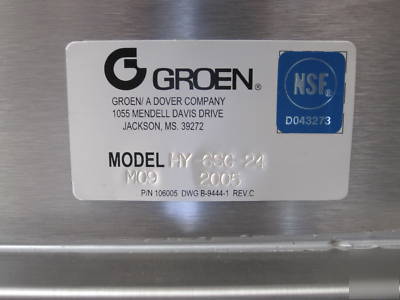 GROEN®
GROEN/ A DOVER COMPANY
1055 MENDELL DAVIS DRIVE
JACKSON, MS. 39272
NSF®
D043273
MODEL HY-6SG-24
M09 2005
P/N 106005 DWG B-9444-1 REV.C